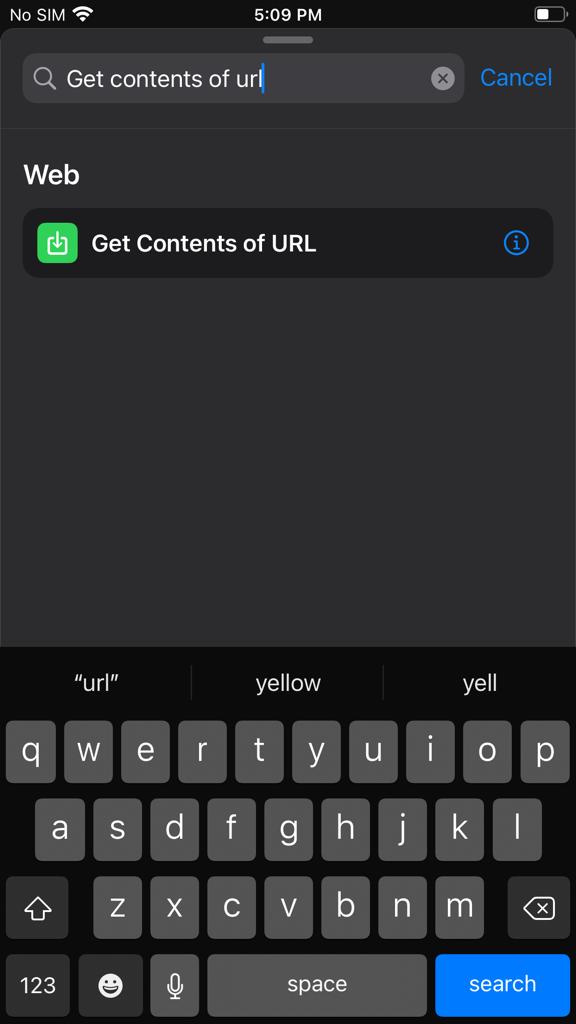 No SIM 5:09 PM
Get contents of url Cancel
Web
Get Contents of URL
“url” yellow yell
q w e r t y u i o p
a s d f g h j k l
z x c v b n m
123 space search